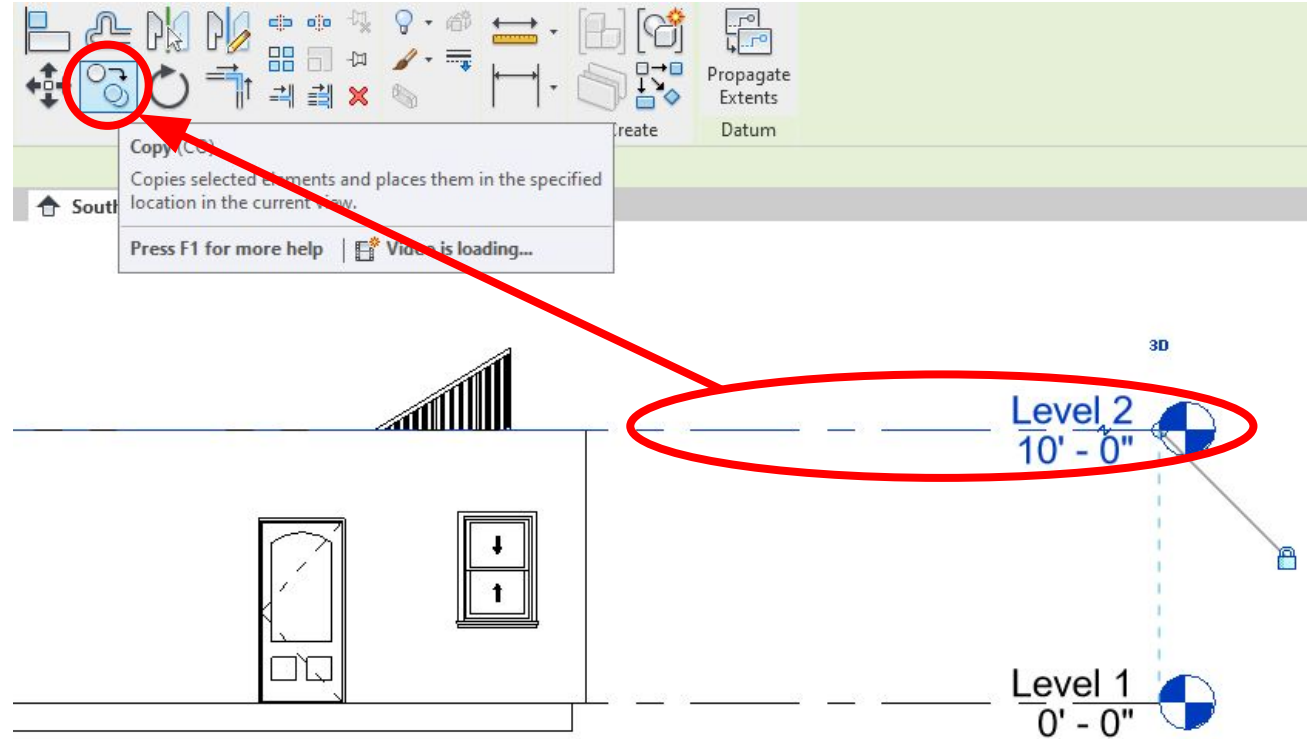 Propagate
Extents
reate
Datum
Copy (CO)
Copies selected elements and places them in the specified
location in the current view.
South
Press F1 for more help
Video is loading...
3D
Level 2
10' - 0"
Level 1
0' - 0"